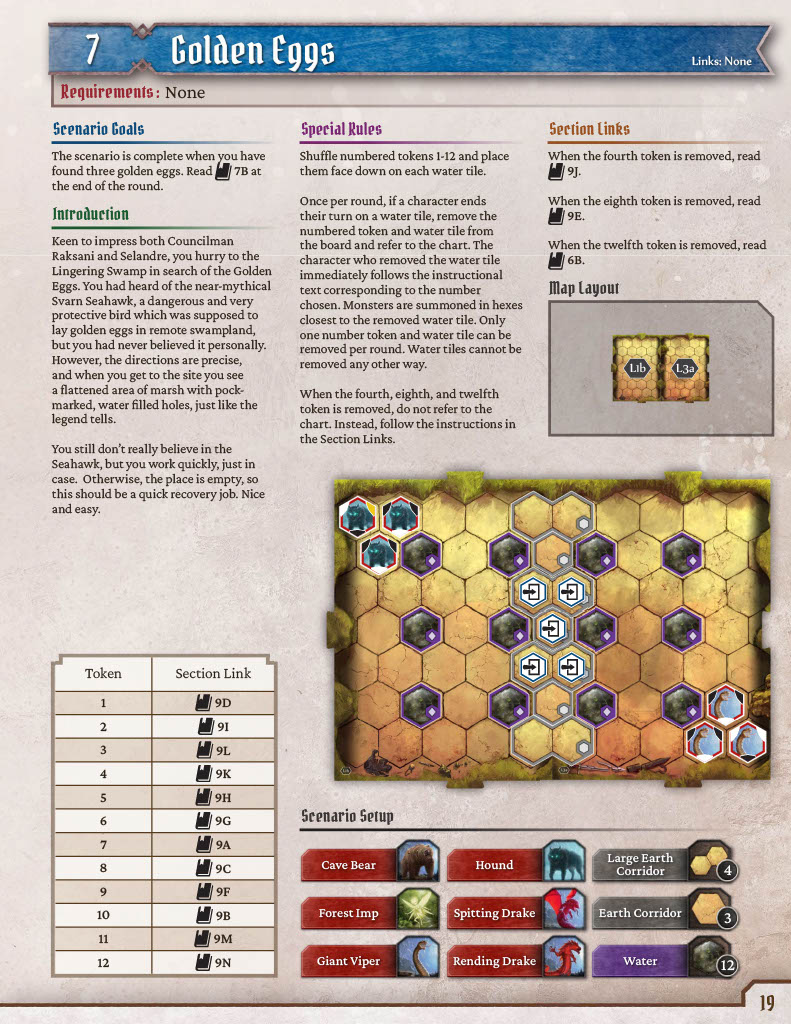 7
Golden Eggs
Links: None
Requirements: None
Scenario Goals
The scenario is complete when you have
found three golden eggs. Read 7B at
the end of the round.
Introduction
Keen to impress both Councilman
Raksani and Selandre, you hurry to the
Lingering Swamp in search of the Golden
Eggs. You had heard of the near-mythical
Svarn Seahawk, a dangerous and very
protective bird which was supposed to
lay golden eggs in remote swampland,
but you had never believed it personally.
However, the directions are precise,
and when you get to the site you see
a flattened area of marsh with pock-
marked, water filled holes, just like the
legend tells.
You still don't really believe in the
Seahawk, but you work quickly, just in
case. Otherwise, the place is empty, so
this should be a quick recovery job. Nice
and easy.
Special Rules
Shuffle numbered tokens 1-12 and place
them face down on each water tile.
Once per round, if a character ends
their turn on a water tile, remove the
numbered token and water tile from
the board and refer to the chart. The
character who removed the water tile
immediately follows the instructional
text corresponding to the number
chosen. Monsters are summoned in hexes
closest to the removed water tile. Only
one number token and water tile can be
removed per round. Water tiles cannot be
removed any other way.
When the fourth, eighth, and twelfth
token is removed, do not refer to the
chart. Instead, follow the instructions in
the Section Links.
Section Links
When the fourth token is removed, read
9J.
When the eighth token is removed, read
9E.
When the twelfth token is removed, read
6B.
Map Layout
L1b L3a
Token Section Link
1 9D
2 9I
3 9L
4 9K
5 9H
6 9G
7 9A
8 9C
9 9F
10 9B
11 9M
12 9N
Scenario Setup
Cave Bear
Hound
Large Earth
Corridor
4
Forest Imp
Spitting Drake
Earth Corridor
3
Giant Viper
Rending Drake
Water
12
19